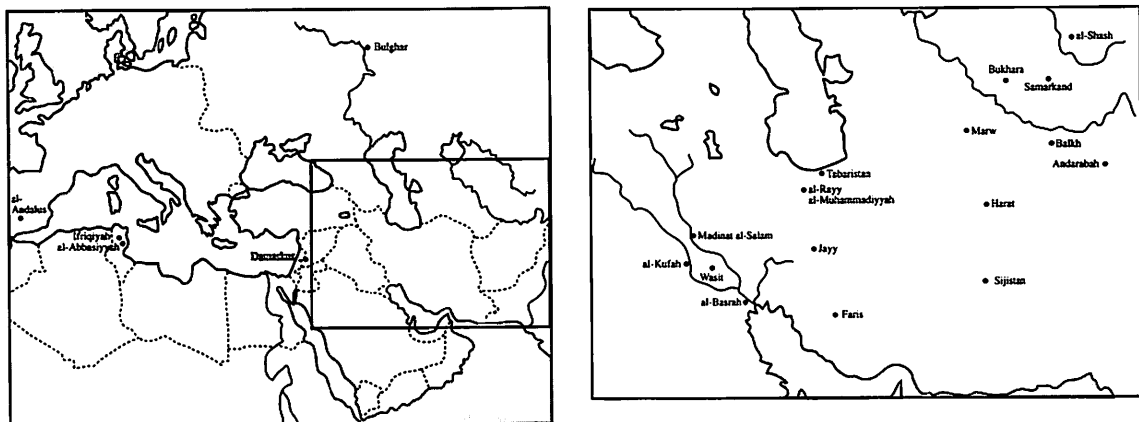 Bulghar
al-
Andalus
Ifriqiyah
al-Abbasiyyah
Damaskus
al-Shash
Bukhara
Samarkand
Marw
Balkh
Andarabah
Tabaristan
al-Rayy
al-Muhammadiyyah
Harat
Madinat al-Salam
Jayy
al-Kufah
Wasit
Sijistan
al-Basrah
Faris